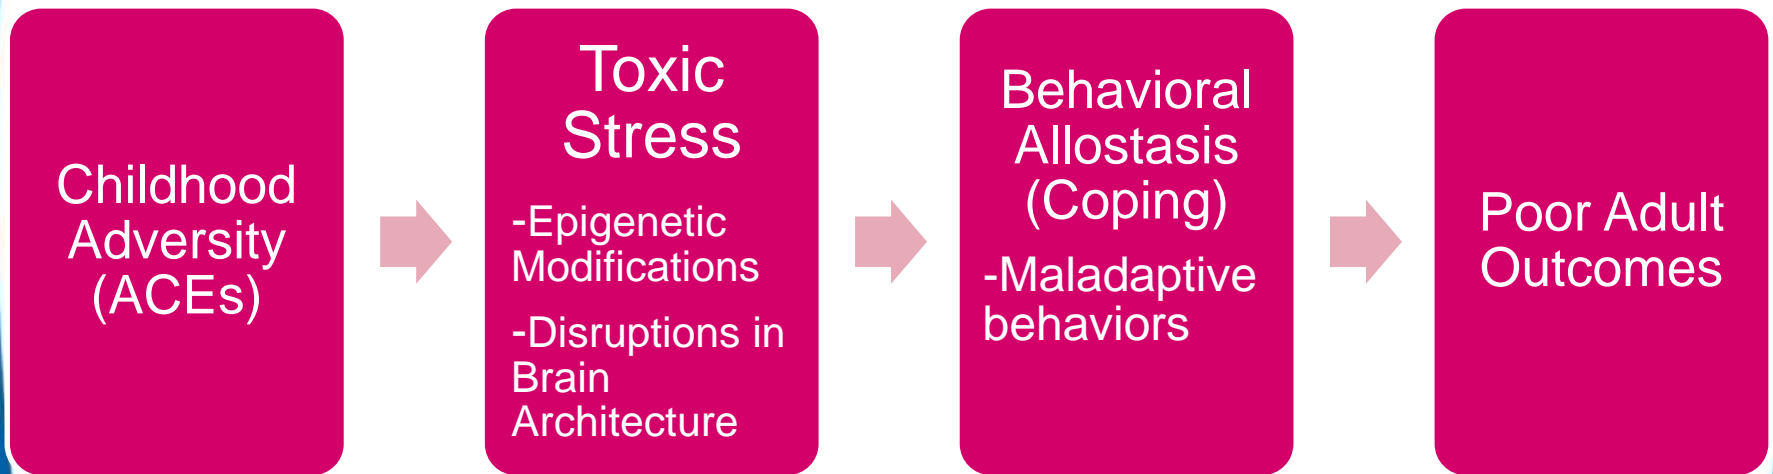 Childhood
Adversity
(ACEs)
Toxic
Stress
-Epigenetic
Modifications
-Disruptions in
Brain
Architecture
Behavioral
Allostasis
(Coping)
-Maladaptive
behaviors
Poor Adult
Outcomes